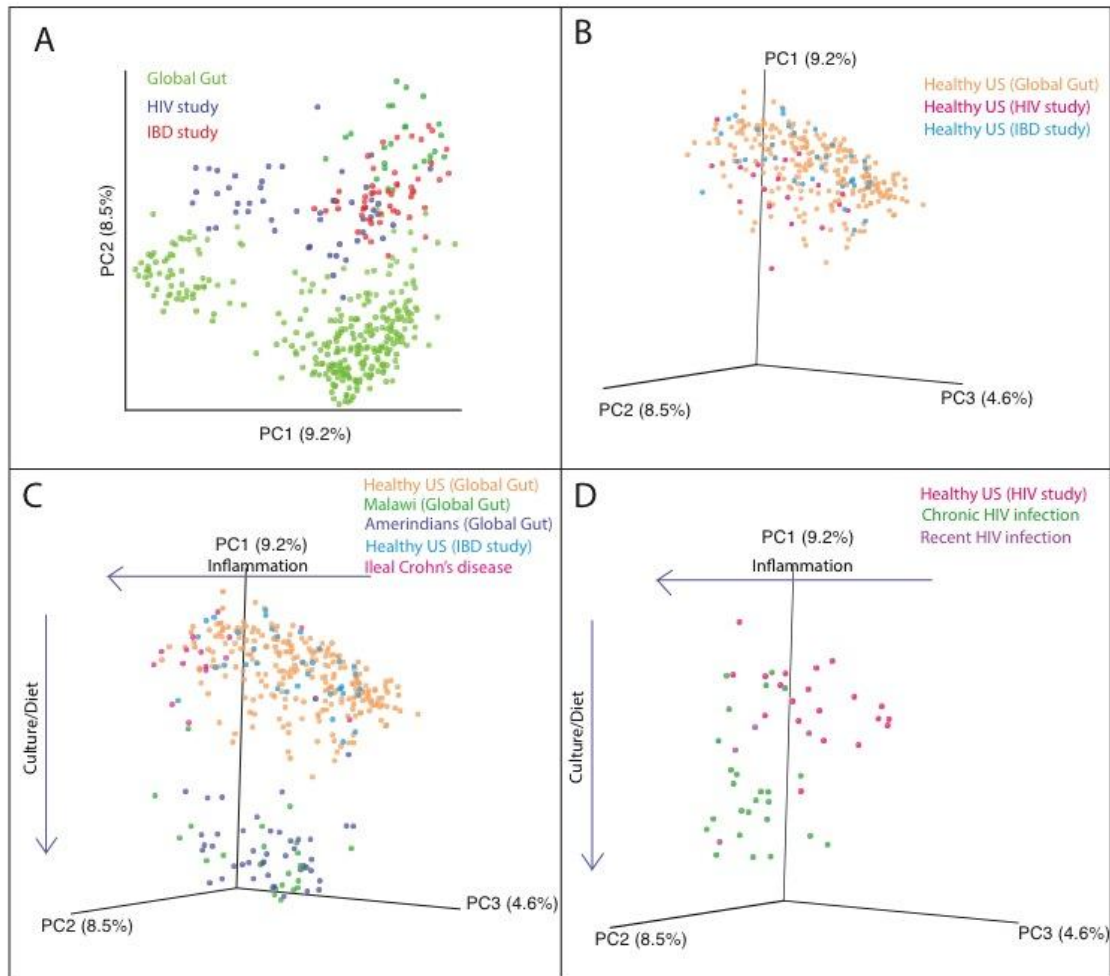 A
Global Gut
HIV study
IBD study
PC2 (8.5%)
PC1 (9.2%)
B
PC1 (9.2%)
Healthy US (Global Gut)
Healthy US (HIV study)
Healthy US (IBD study)
PC2 (8.5%)
PC3 (4.6%)
C
Healthy US (Global Gut)
Malawi (Global Gut)
Amerindians (Global Gut)
Healthy US (IBD study)
Ileal Crohn's disease
PC1 (9.2%)
Inflammation
Culture/Diet
PC2 (8.5%)
PC3 (4.6%)
D
Healthy US (HIV study)
Chronic HIV infection
Recent HIV infection
PC1 (9.2%)
Inflammation
Culture/Diet
PC2 (8.5%)
PC3 (4.6%)